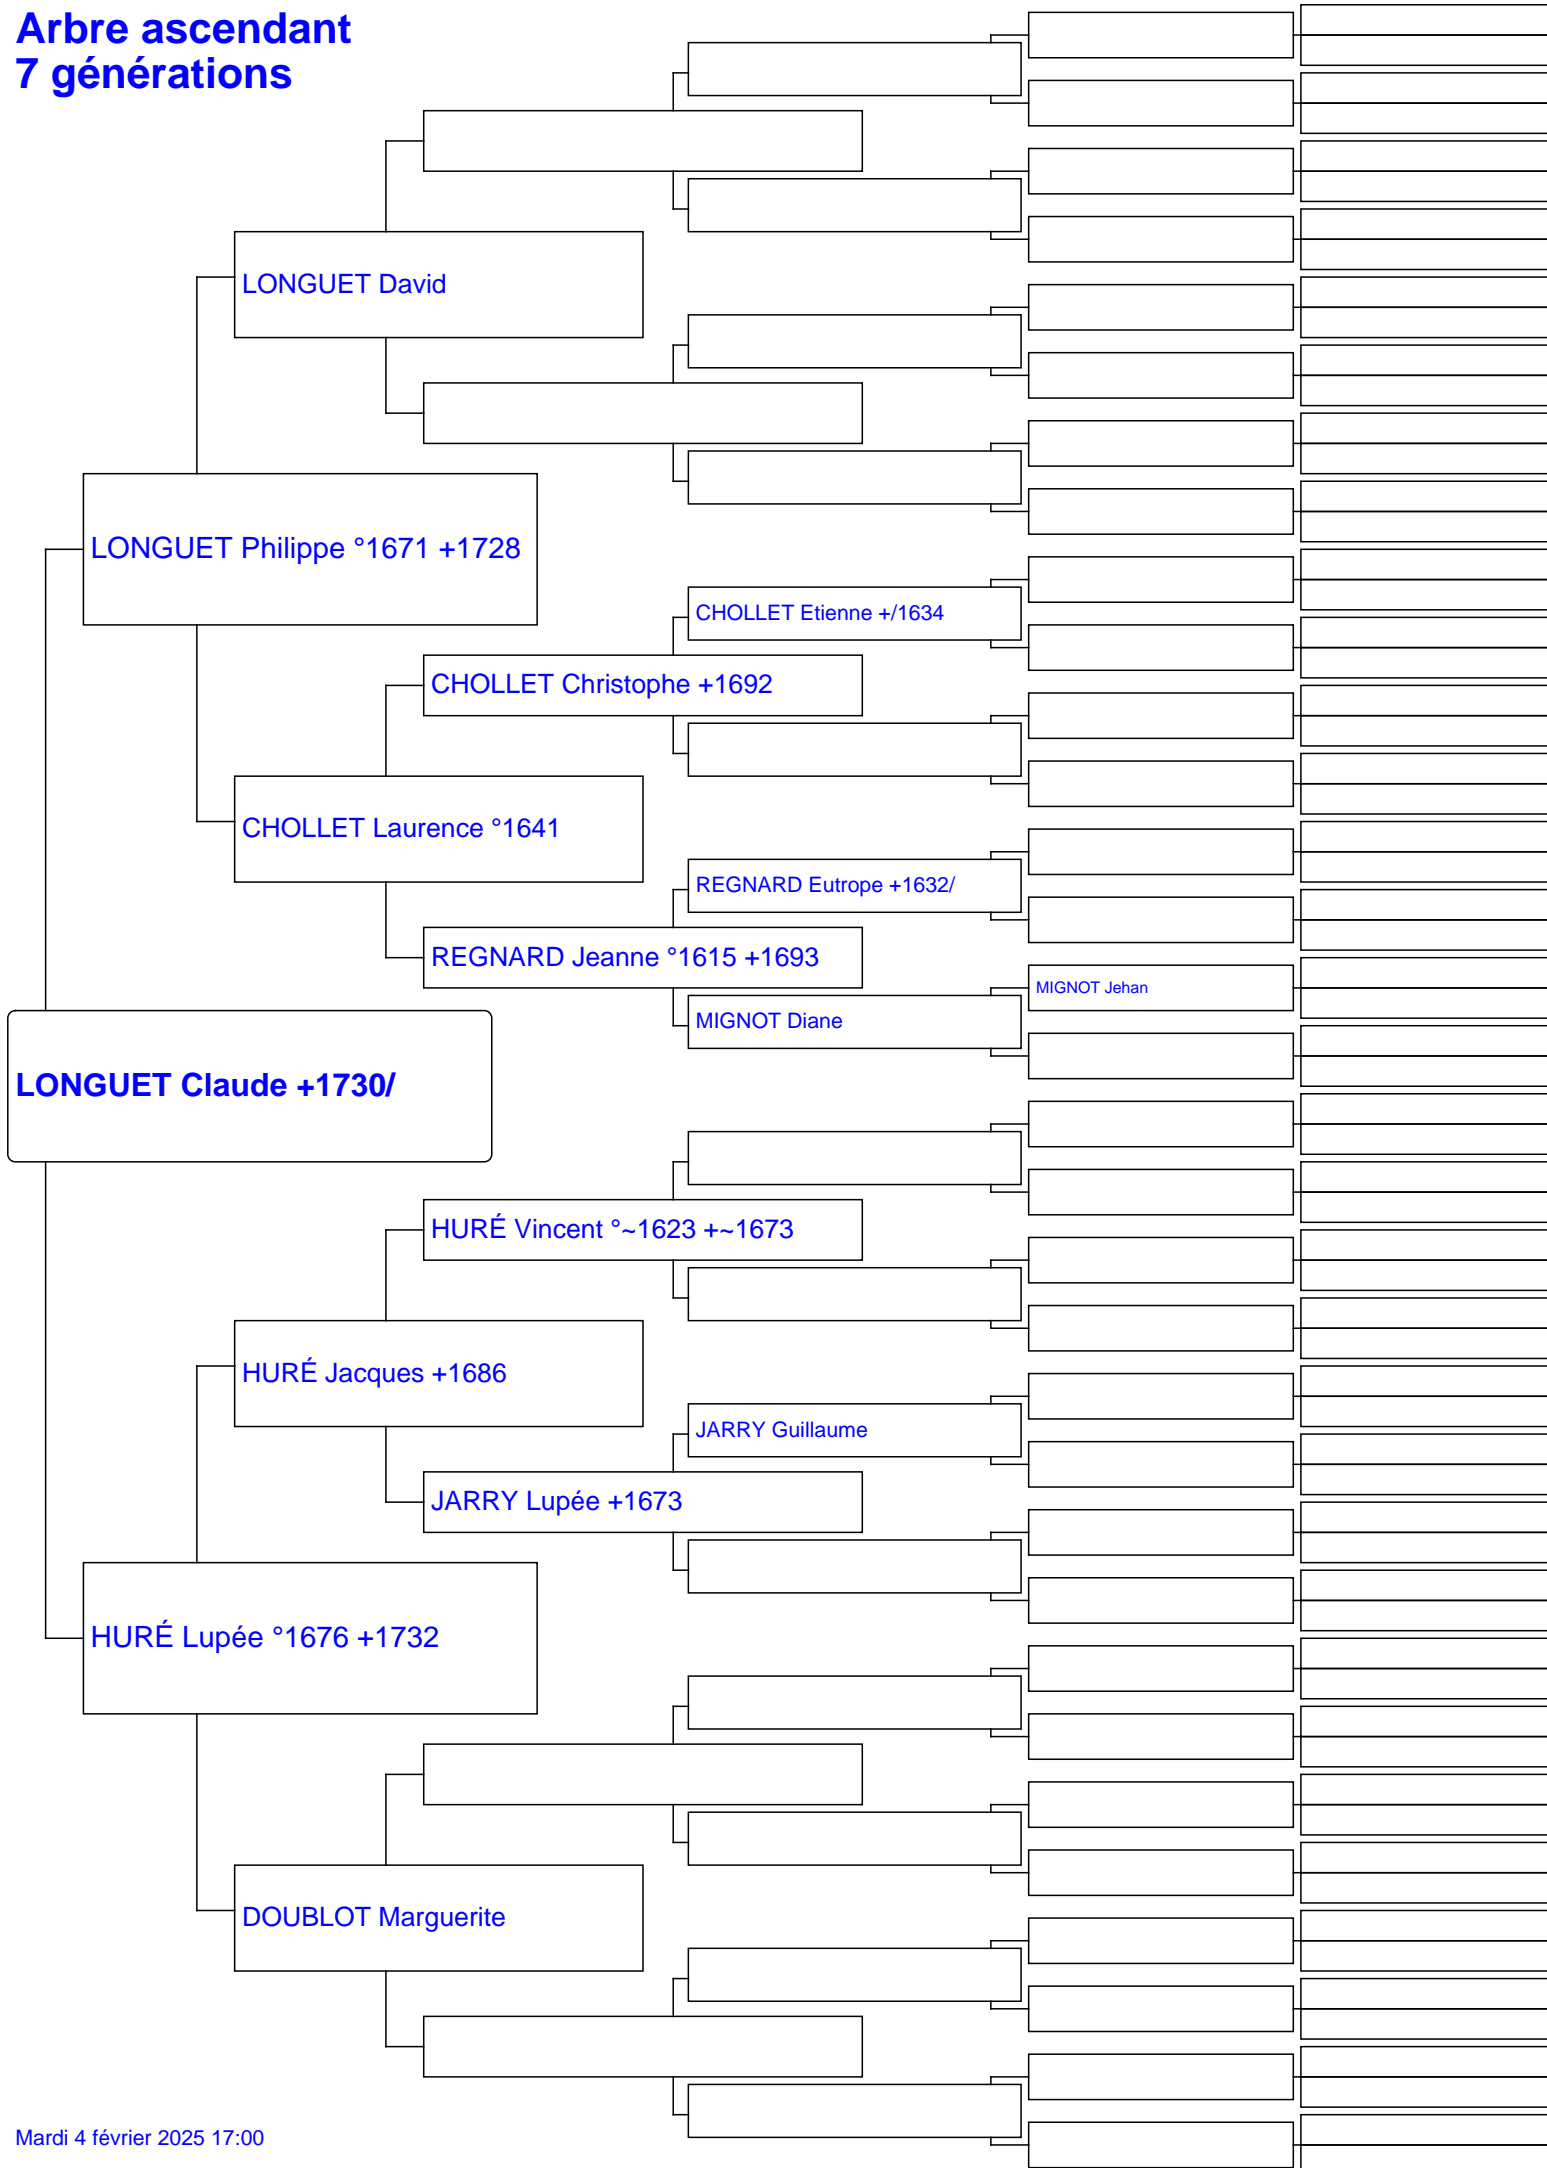 Arbre ascendant
7 générations
LONGUET David
LONGUET Philippe °1671 +1728
CHOLLET Etienne +/1634
CHOLLET Christophe +1692
CHOLLET Laurence °1641
REGNARD Eutrope +1632/
REGNARD Jeanne °1615 +1693
MIGNOT Jehan
MIGNOT Diane
LONGUET Claude +1730/
HURÉ Vincent °~1623 +~1673
HURÉ Jacques +1686
JARRY Guillaume
JARRY Lupée +1673
HURÉ Lupée °1676 +1732
DOUBLOT Marguerite
Mardi 4 février 2025 17:00